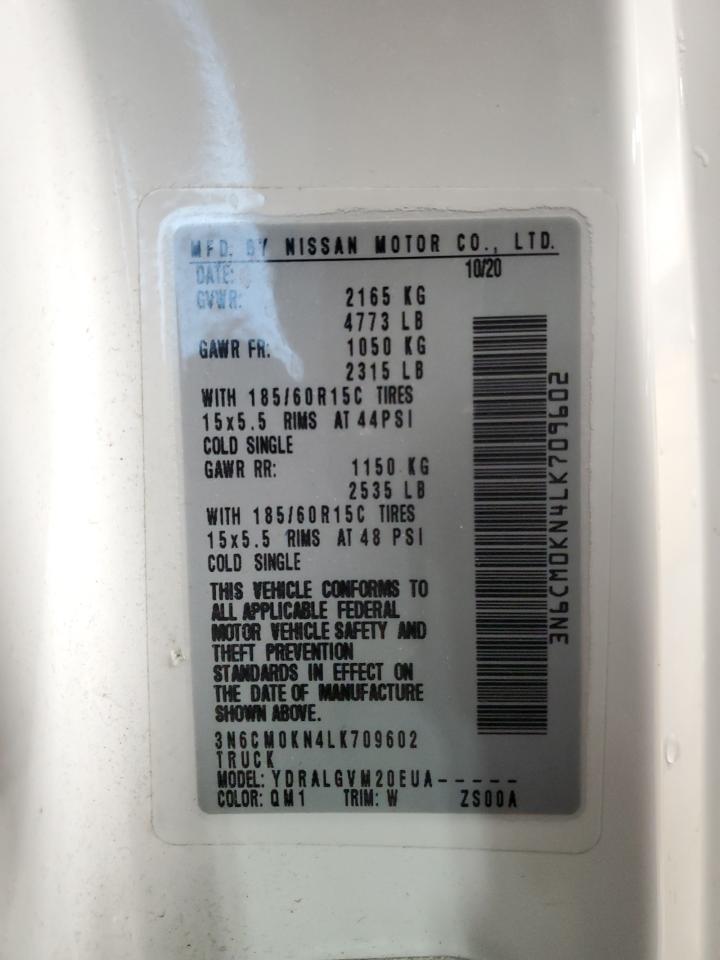 MFD. BY NISSAN MOTOR CO., LTD.
DATE: 10/20
GVWR: 2165 KG
4773 LB
GAWR FR: 1050 KG
2315 LB
WITH 185/60R15C TIRES
15x5.5 RIMS AT 44PSI
COLD SINGLE
GAWR RR: 1150 KG
2535 LB
WITH 185/60R15C TIRES
15x5.5 RIMS AT 48 PSI
COLD SINGLE
THIS VEHICLE CONFORMS TO
ALL APPLICABLE FEDERAL
MOTOR VEHICLE SAFETY AND
THEFT PREVENTION
STANDARDS IN EFFECT ON
THE DATE OF MANUFACTURE
SHOWN ABOVE.
3N6CM0KN4LK709602
TRUCK
MODEL: YDRALGVM20EUA-----
COLOR: QM1 TRIM: W ZS00A
3N6CM0KN4LK709602